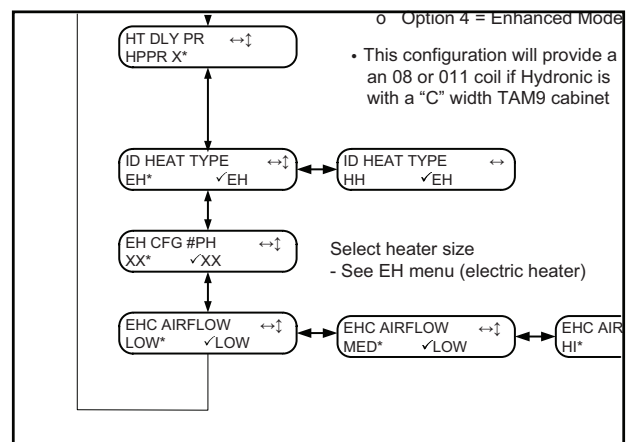 o Option 4 = Enhanced Mode
HT DLY PR ↔↕
HPPR X*
• This configuration will provide a
an 08 or 011 coil if Hydronic is
with a “C” width TAM9 cabinet
ID HEAT TYPE ↔↕
EH* ✓EH
ID HEAT TYPE ↔
HH ✓EH
EH CFG #PH ↔↕
XX* ✓XX
Select heater size
- See EH menu (electric heater)
EHC AIRFLOW ↔↕
LOW* ✓LOW
EHC AIRFLOW ↔↕
MED* ✓LOW
EHC AIR
HI*